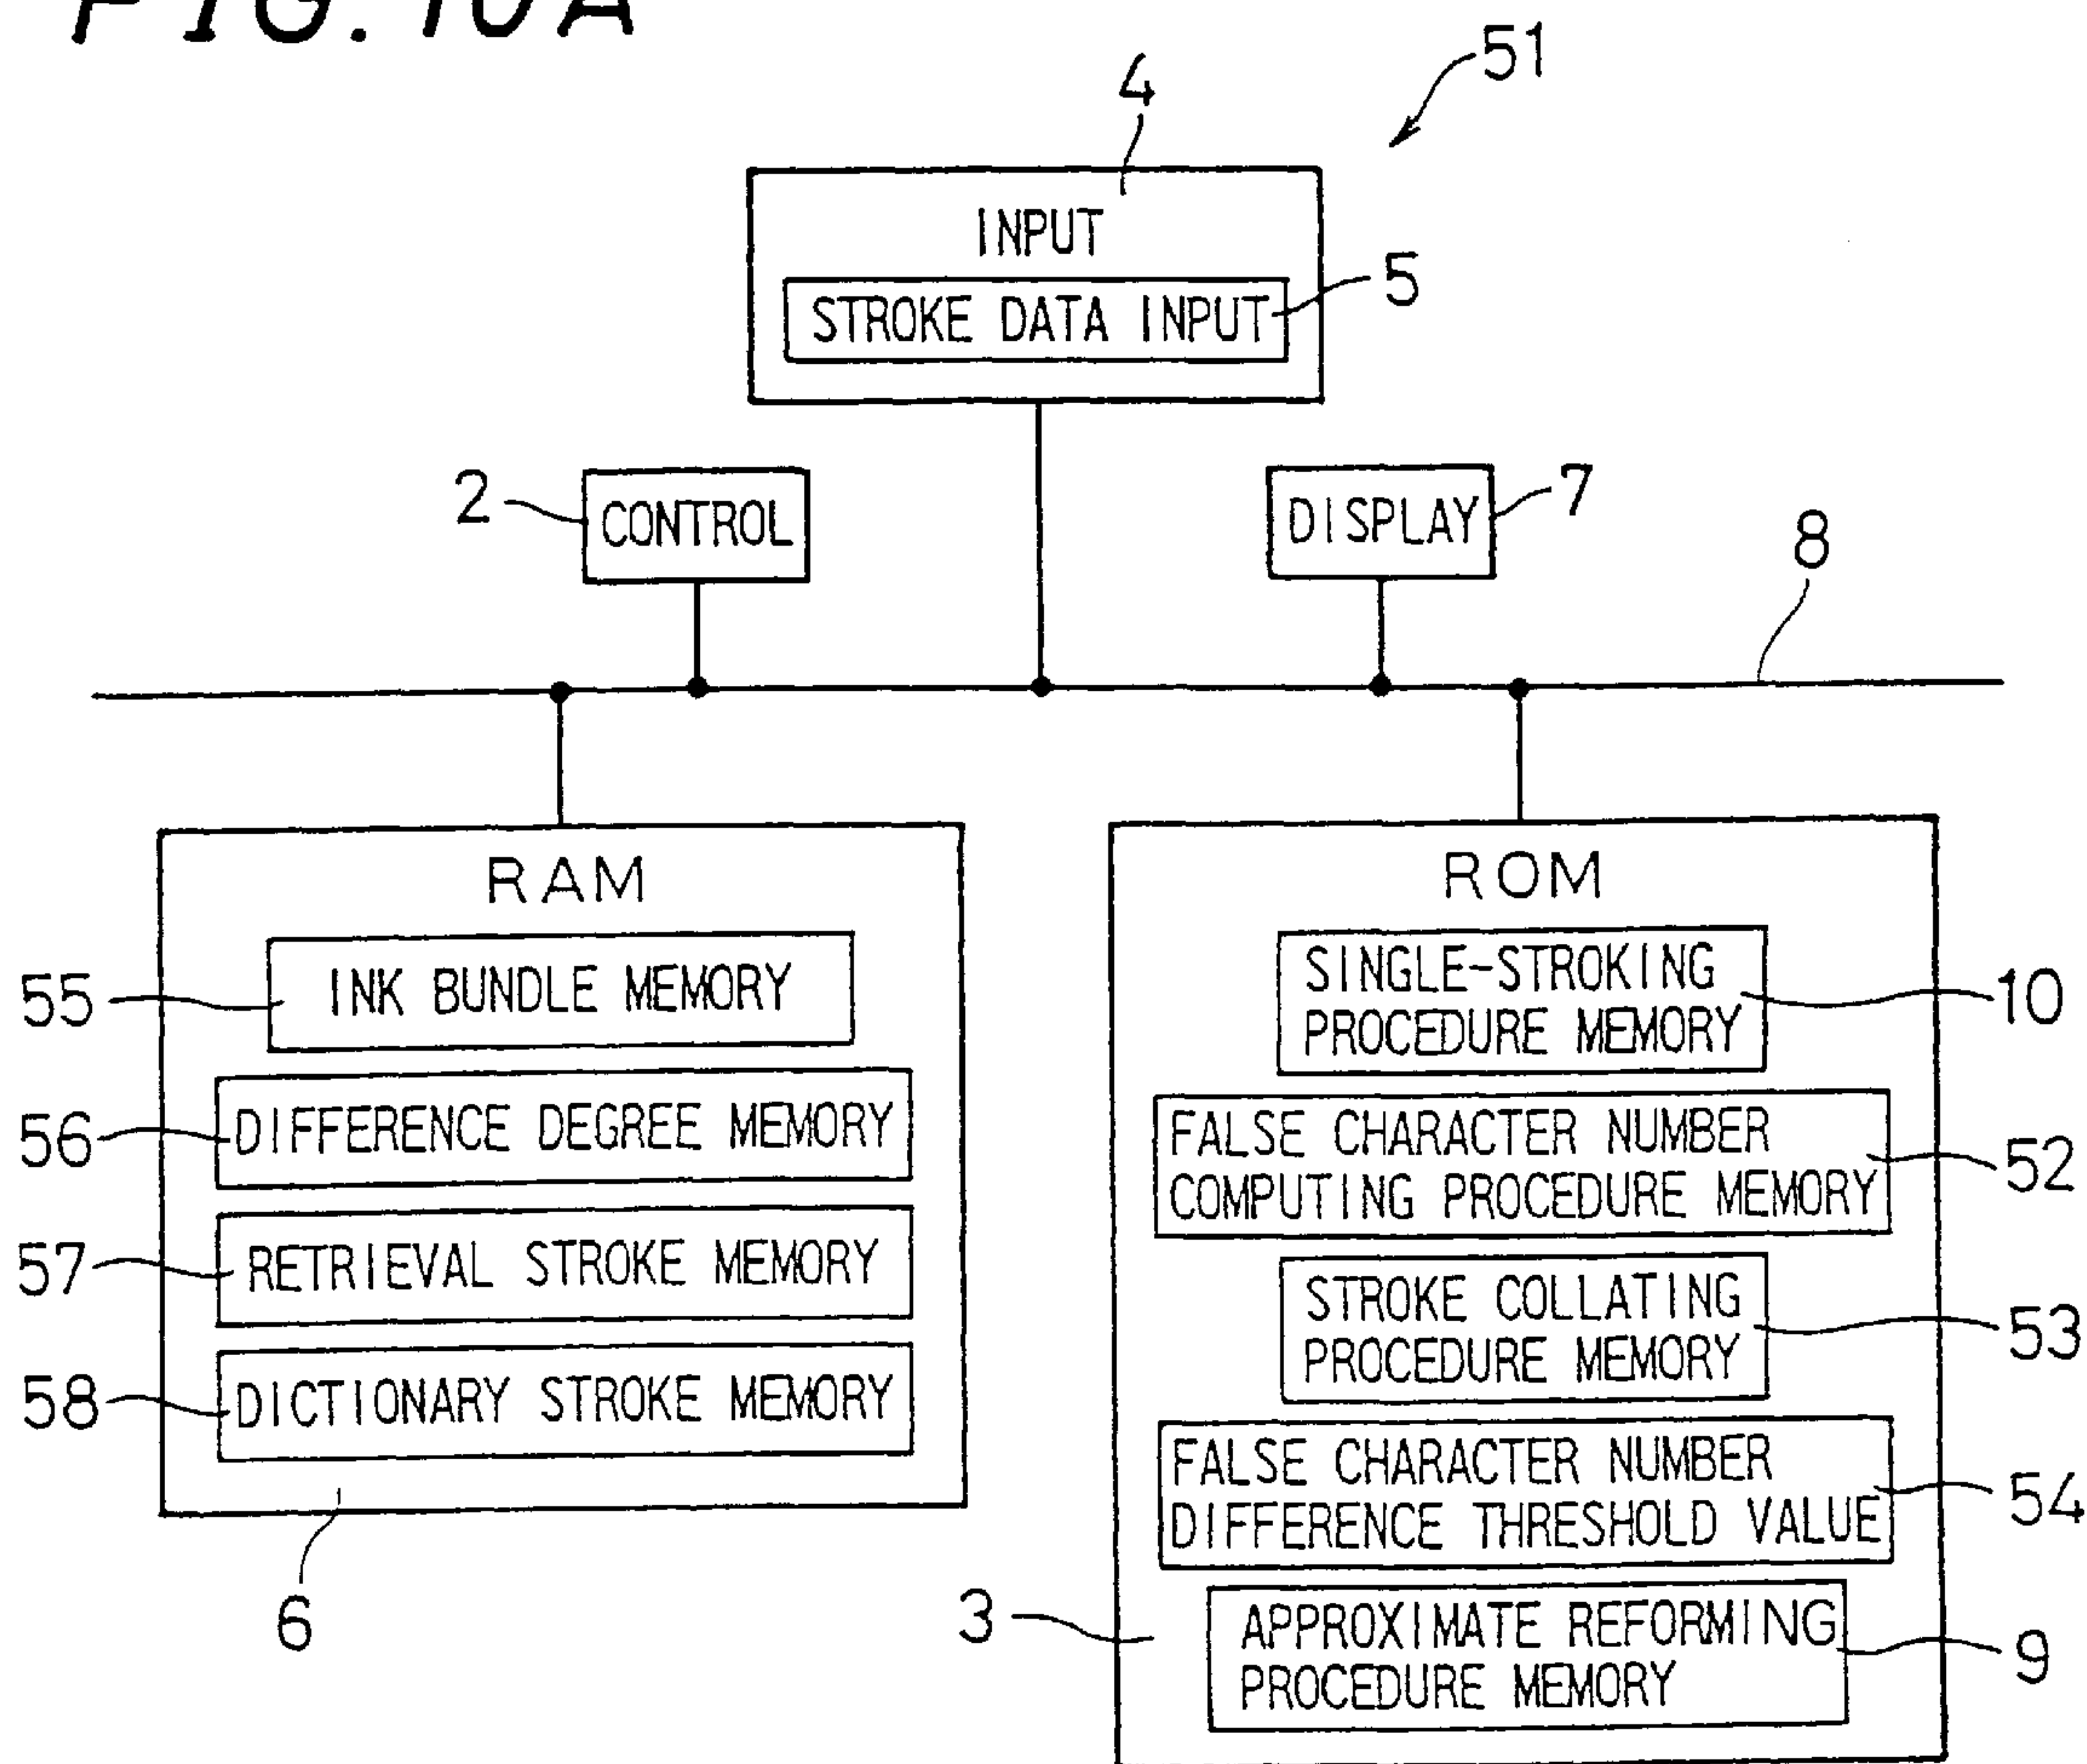 FIG. 10A
51
4
INPUT
5
STROKE DATA INPUT
2
CONTROL
DISPLAY
7
8
RAM
55
INK BUNDLE MEMORY
56
DIFFERENCE DEGREE MEMORY
57
RETRIEVAL STROKE MEMORY
58
DICTIONARY STROKE MEMORY
6
ROM
SINGLE-STROKING
PROCEDURE MEMORY
10
FALSE CHARACTER NUMBER
COMPUTING PROCEDURE MEMORY
52
STROKE COLLATING
PROCEDURE MEMORY
53
FALSE CHARACTER NUMBER
DIFFERENCE THRESHOLD VALUE
54
3
APPROXIMATE REFORMING
PROCEDURE MEMORY
9